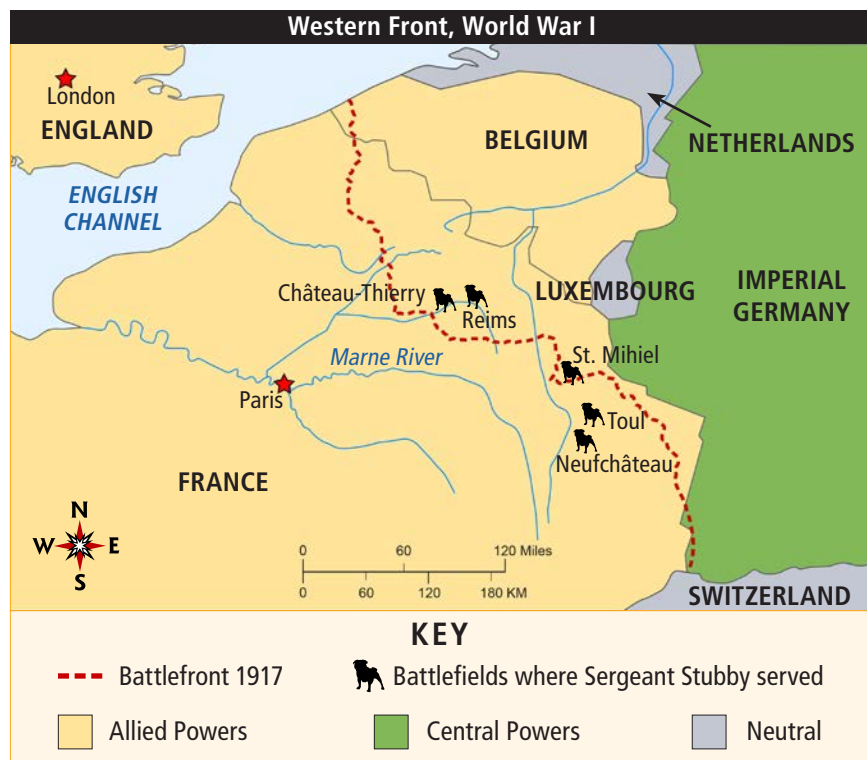 Western Front, World War I
London
ENGLAND
BELGIUM
NETHERLANDS
ENGLISH
CHANNEL
IMPERIAL
GERMANY
Château-Thierry
LUXEMBOURG
Reims
Marne River
St. Mihiel
Paris
Toul
Neufchâteau
FRANCE
N
W E
S
0 60 120 Miles
0 60 120 180 KM
SWITZERLAND
KEY
Battlefront 1917
Battlefields where Sergeant Stubby served
Allied Powers
Central Powers
Neutral